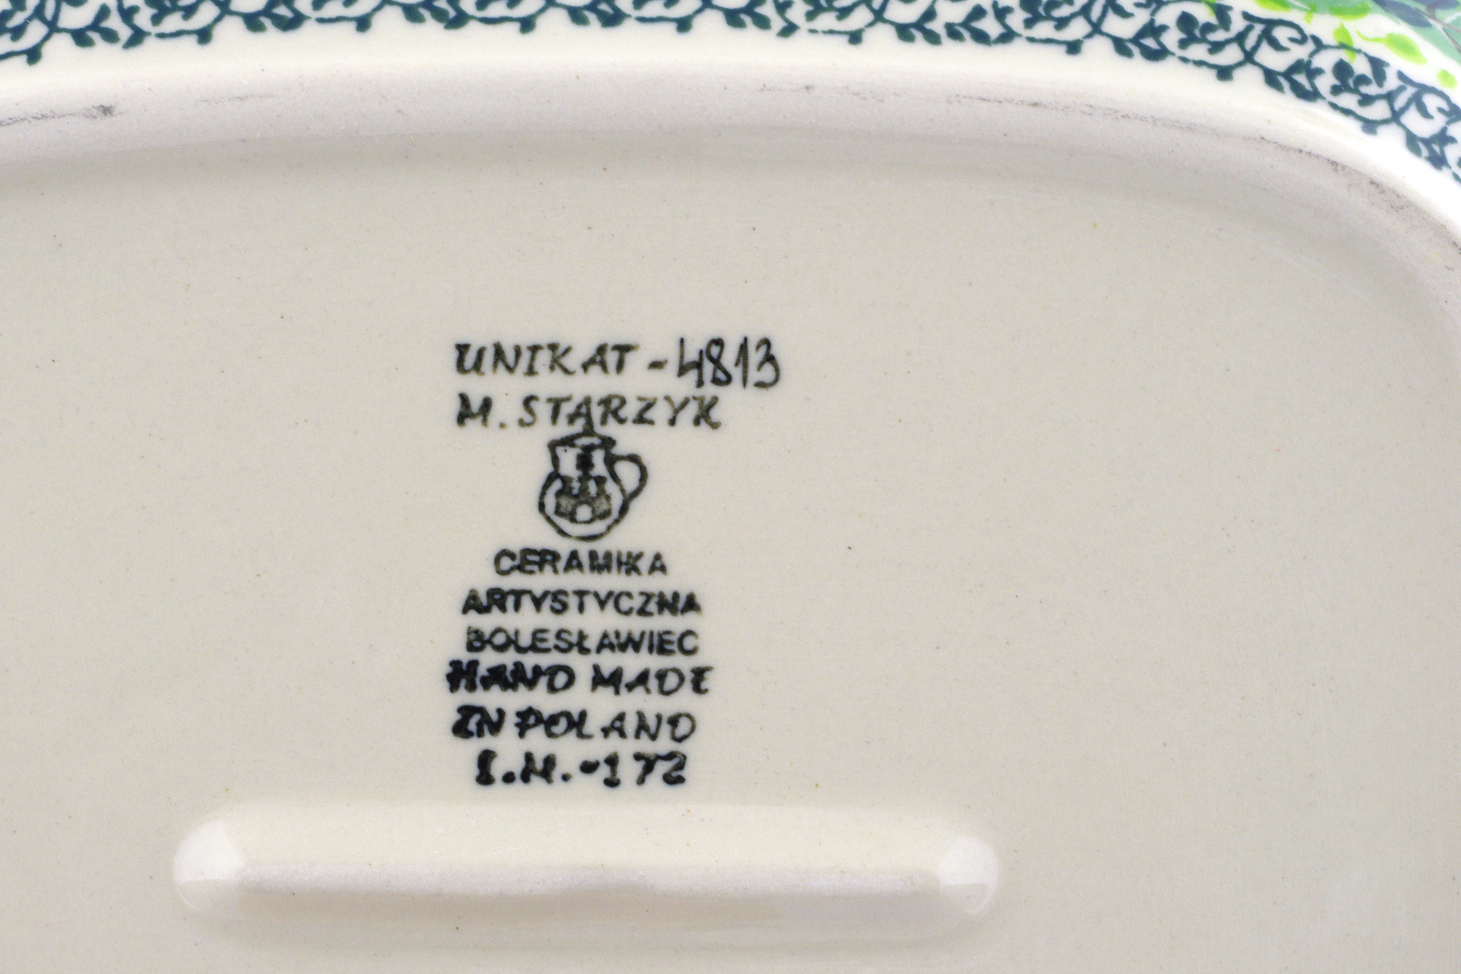 UNIKAT - 4813
M. STARZYK
CERAMIKA
ARTYSTYCZNA
BOLESŁAWIEC
HAND MADE
IN POLAND
I.M.-172